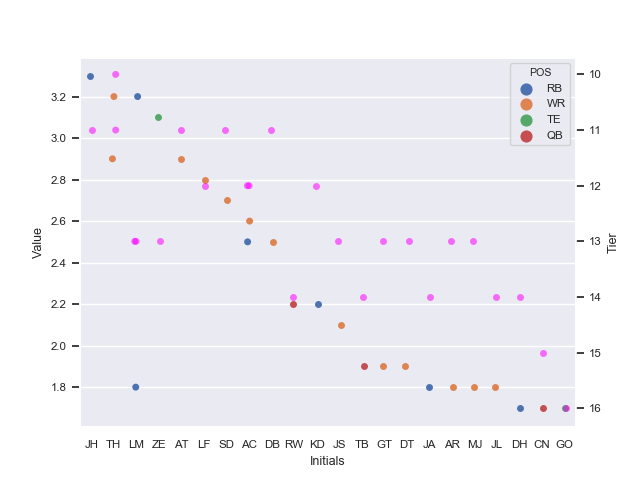 POS
RB
WR
TE
QB
3.2
3.0
2.8
2.6
2.4
2.2
2.0
1.8
Value
10
11
12
13
14
15
16
Tier
JH TH LM ZE AT LF SD AC DB RW KD JS TB GT DT JA AR MJ JL DH CN GO
Initials